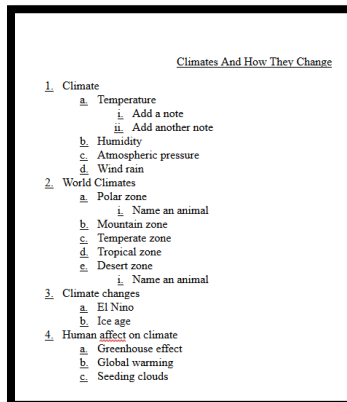 Climates And How They Change
1. Climate
a. Temperature
i. Add a note
ii. Add another note
b. Humidity
c. Atmospheric pressure
d. Wind rain
2. World Climates
a. Polar zone
i. Name an animal
b. Mountain zone
c. Temperate zone
d. Tropical zone
e. Desert zone
i. Name an animal
3. Climate changes
a. El Nino
b. Ice age
4. Human affect on climate
a. Greenhouse effect
b. Global warming
c. Seeding clouds